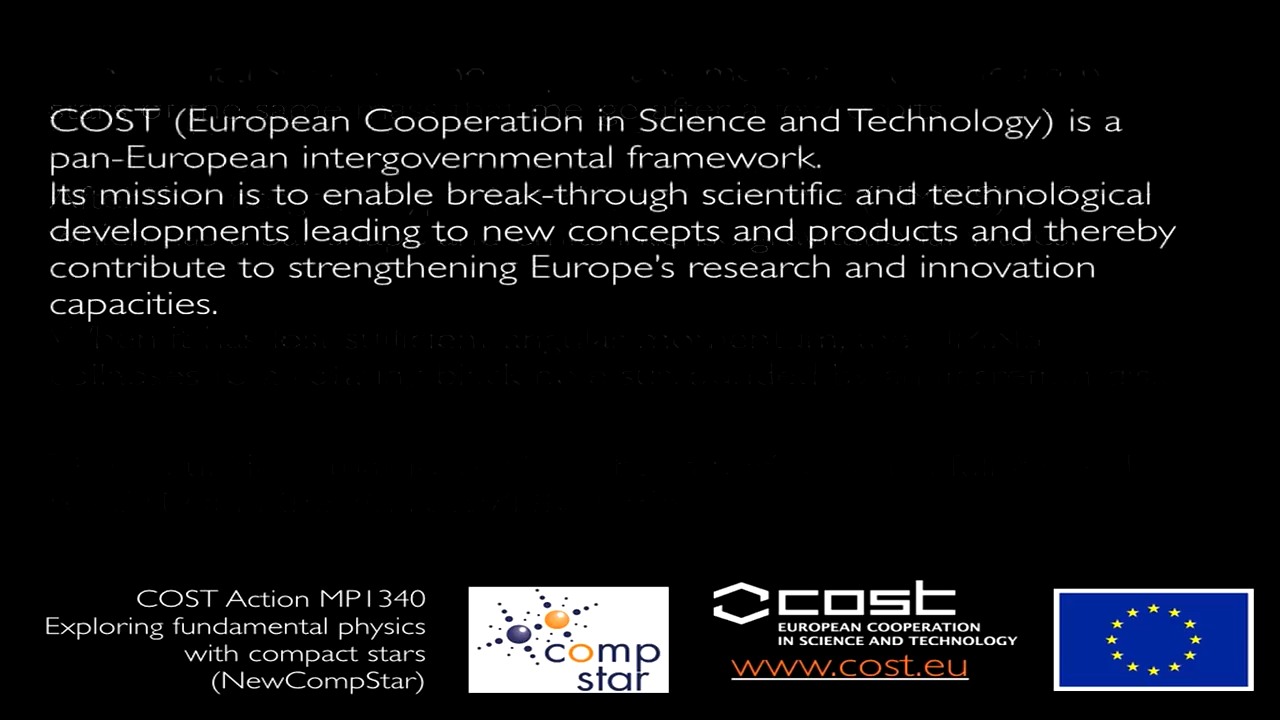 COST (European Cooperation in Science and Technology) is a
pan-European intergovernmental framework.
Its mission is to enable break-through scientific and technological
developments leading to new concepts and products and thereby
contribute to strengthening Europe's research and innovation
capacities.
COST Action MP1340
Exploring fundamental physics
with compact stars
(NewCompStar)
comp
star
cost
EUROPEAN COOPERATION
IN SCIENCE AND TECHNOLOGY
www.cost.eu